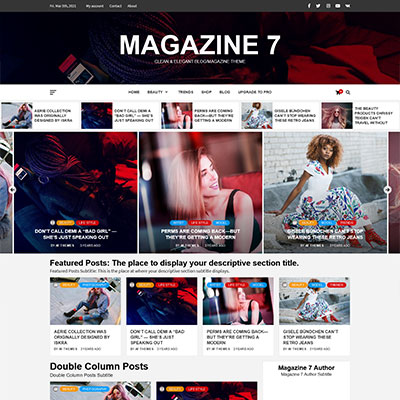 Fri. Mar 5th, 2021 My account Contact About
MAGAZINE 7
CLEAN & ELEGANT BLOG/MAGAZINE THEME
HOME BEAUTY TRENDS SHOP BLOG UPGRADE TO PRO
AERIE COLLECTION WAS ORIGINALLY DESIGNED BY ISKRA
DON'T CALL DEMI A "BAD GIRL" — SHE'S JUST SPEAKING OUT
PERMS ARE COMING BACK—BUT THEY'RE GETTING A MODERN
GISELE BÜNDCHEN CAN'T STOP WEARING THESE RETRO JEANS
THE BEAUTY PRODUCTS CHRISSY TEIGEN CAN'T TRAVEL WITHOUT
BEAUTY LIFE STYLE
DON'T CALL DEMI A "BAD GIRL" —
SHE'S JUST SPEAKING OUT
BY AF THEMES 3 YEARS AGO
ARTIST LIFE STYLE MODEL
PERMS ARE COMING BACK—BUT
THEY'RE GETTING A MODERN
BY AF THEMES 3 YEARS AGO
BEAUTY LIFE STYLE MODEL
GISELE BÜNDCHEN CAN'T STOP
WEARING THESE RETRO JEANS
BY AF THEMES 3 YEARS AGO
Featured Posts: The place to display your descriptive section title.
Featured Posts Subtitle: This is the place at where your descriptive section subtitle displays.
AERIE COLLECTION WAS ORIGINALLY DESIGNED BY ISKRA
BY AF THEMES 3 YEARS AGO
DON'T CALL DEMI A "BAD GIRL" — SHE'S JUST SPEAKING OUT
BY AF THEMES 3 YEARS AGO
PERMS ARE COMING BACK—BUT THEY'RE GETTING A MODERN
BY AF THEMES 3 YEARS AGO
GISELE BÜNDCHEN CAN'T STOP WEARING THESE RETRO JEANS
BY AF THEMES 3 YEARS AGO
Double Column Posts
Double Column Posts Subtitle
Magazine 7 Author
Magazine 7 Author Subtitle